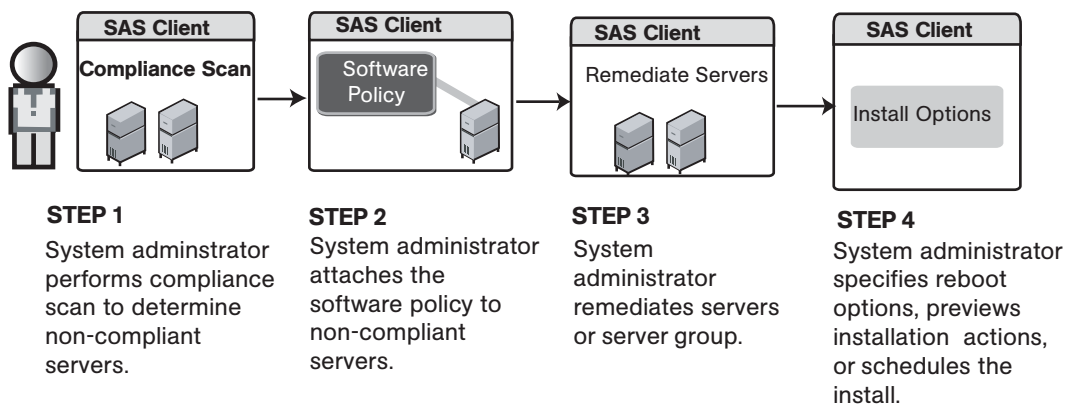 SAS Client
Compliance Scan
SAS Client
Software
Policy
SAS Client
Remediate Servers
SAS Client
Install Options
STEP 1
System adminstrator
performs compliance
scan to determine
non-compliant
servers.
STEP 2
System administrator
attaches the
software policy to
non-compliant
servers.
STEP 3
System
administrator
remediates servers
or server group.
STEP 4
System administrator
specifies reboot
options, previews
installation actions,
or schedules the
install.